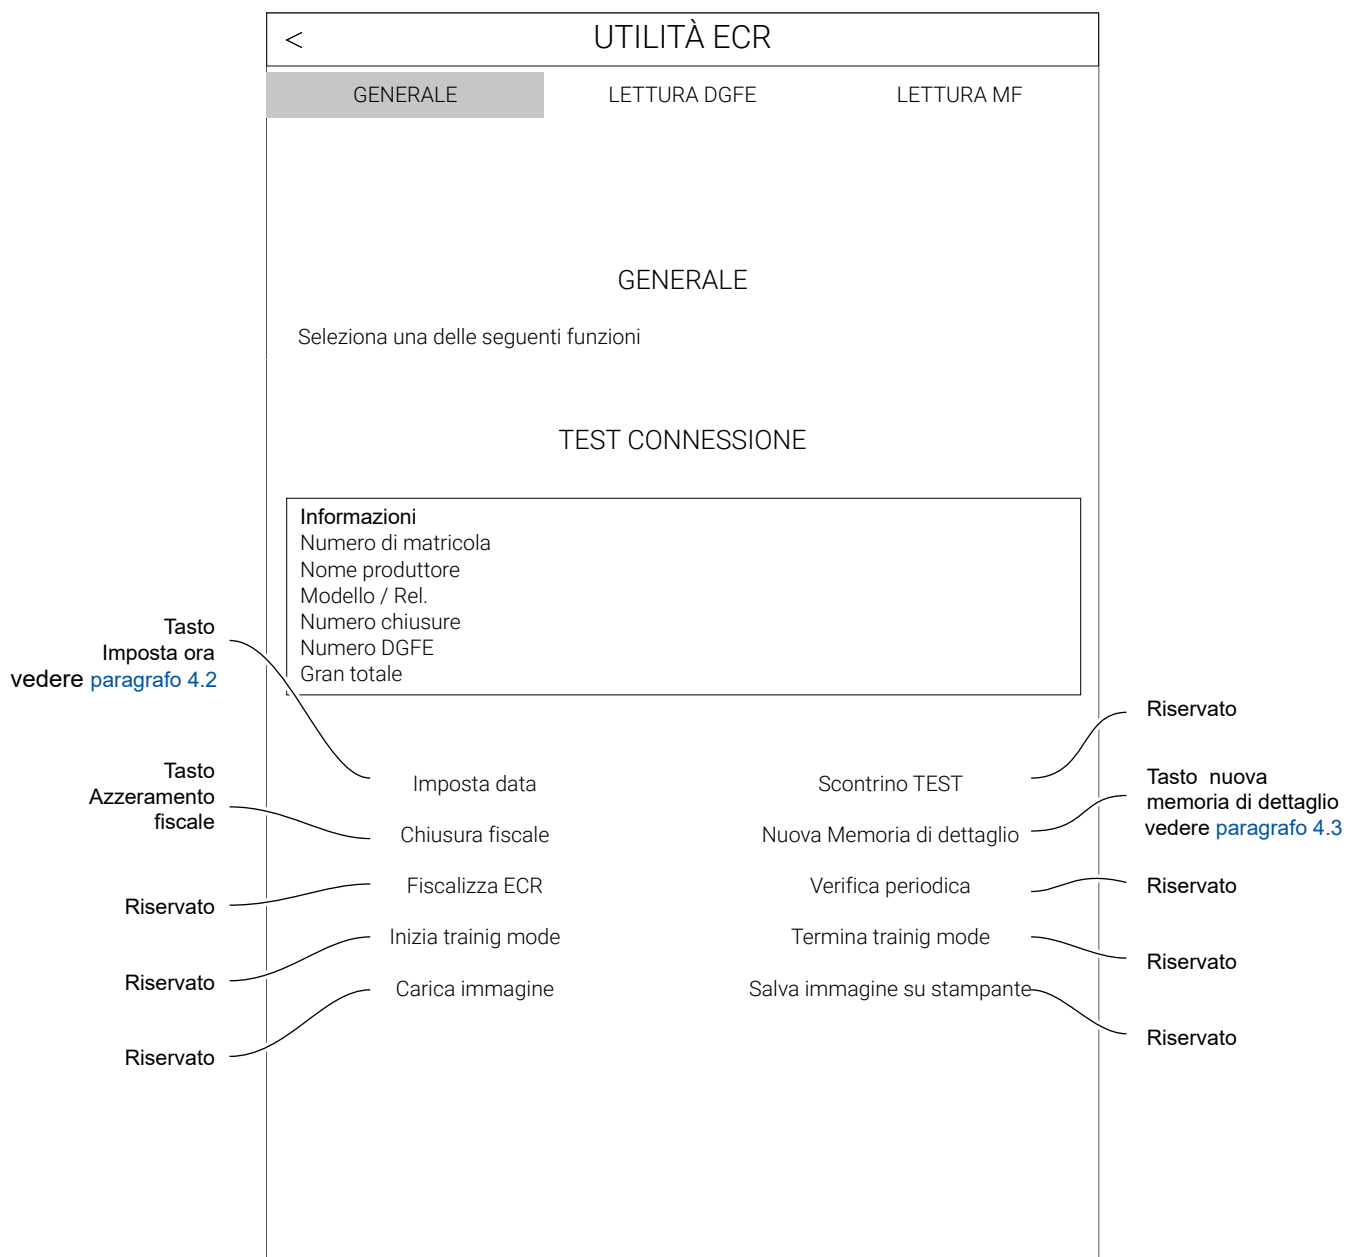 < UTILITÀ ECR
GENERALE LETTURA DGFE LETTURA MF
GENERALE
Seleziona una delle seguenti funzioni
TEST CONNESSIONE
Informazioni
Numero di matricola
Nome produttore
Modello / Rel.
Numero chiusure
Numero DGFE
Gran totale
Tasto
Imposta ora
vedere paragrafo 4.2
Tasto
Azzeramento
fiscale
Riservato
Riservato
Riservato
Imposta data
Chiusura fiscale
Fiscalizza ECR
Inizia trainig mode
Carica immagine
Scontrino TEST
Nuova Memoria di dettaglio
Verifica periodica
Termina trainig mode
Salva immagine su stampante
Riservato
Tasto nuova
memoria di dettaglio
vedere paragrafo 4.3
Riservato
Riservato
Riservato